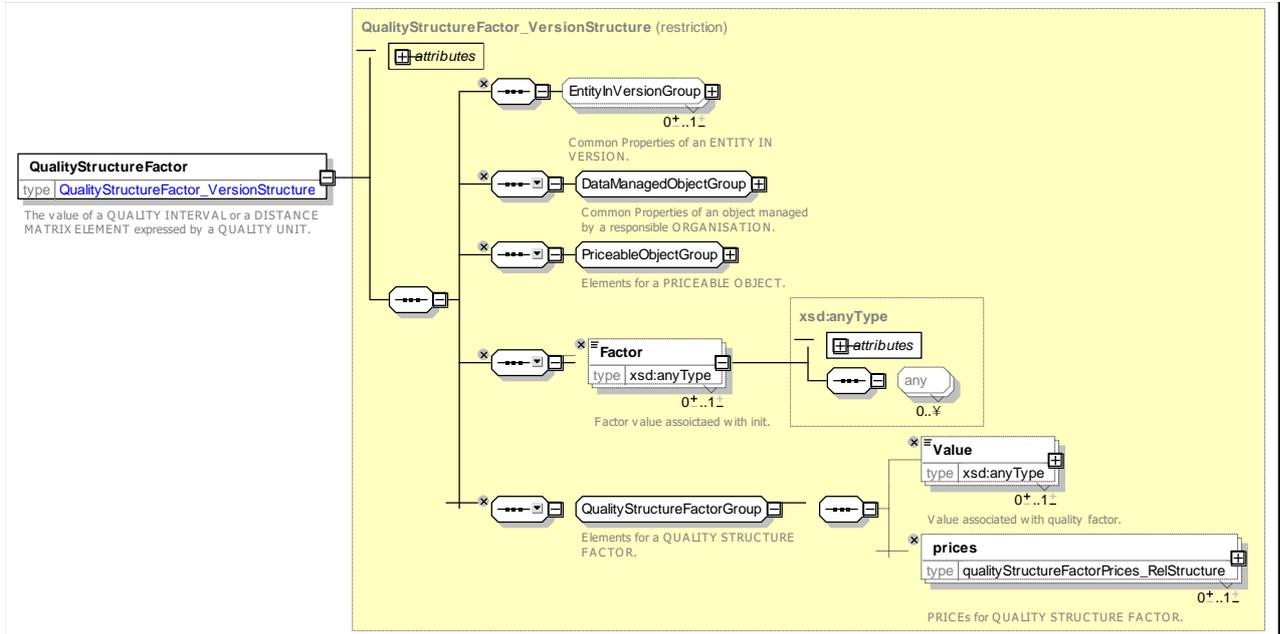 QualityStructureFactor_VersionStructure (restriction)
attributes
EntityInVersionGroup
0..1
Common Properties of an ENTITY IN
VERSION.
QualityStructureFactor
type QualityStructureFactor_VersionStructure
The value of a QUALITY INTERVAL or a DISTANCE
MATRIX ELEMENT expressed by a QUALITY UNIT.
DataManagedObjectGroup
Common Properties of an object managed
by a responsible ORGANISATION.
PriceableObjectGroup
Elements for a PRICEABLE OBJECT.
Factor
type xsd:anyType
0..1
Factor value assoictaed with init.
xsd:anyType
attributes
any
0..¥
QualityStructureFactorGroup
Elements for a QUALITY STRUCTURE
FACTOR.
Value
type xsd:anyType
0..1
Value associated with quality factor.
prices
type qualityStructureFactorPrices_RelStructure
0..1
PRICEs for QUALITY STRUCTURE FACTOR.